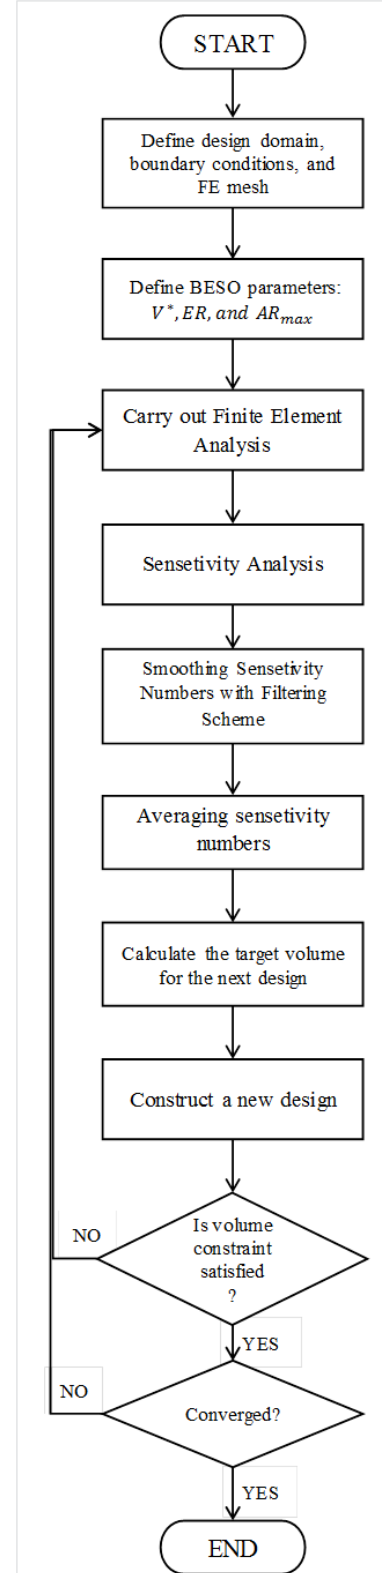 START
Define design domain,
boundary conditions, and
FE mesh
Define BESO parameters:
V*, ER, and AR_max
Carry out Finite Element
Analysis
Sensetivity Analysis
Smoothing Sensetivity
Numbers with Filtering
Scheme
Averaging sensetivity
numbers
Calculate the target volume
for the next design
Construct a new design
Is volume
constraint
satisfied
?
NO
YES
Converged?
NO
YES
END